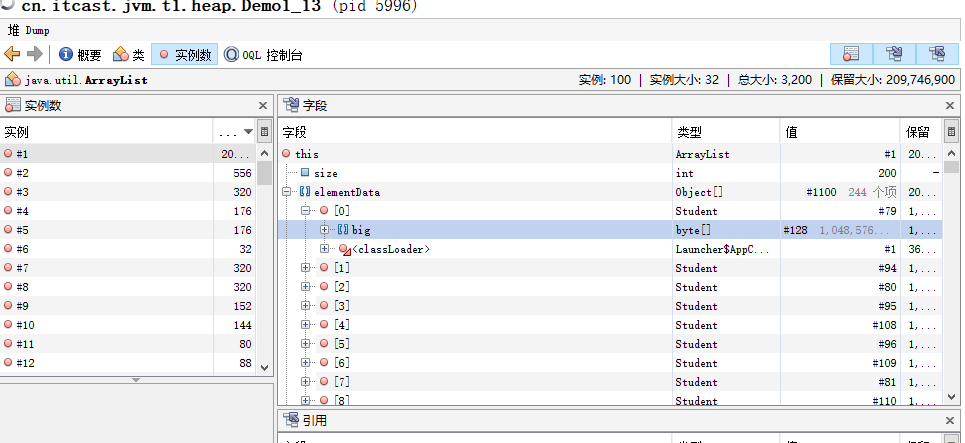 cn.itcast.jvm.t1.heap.Demo1_13 (pid 5996)
堆 Dump
概要 类 实例数 OQL 控制台
java.util.ArrayList 实例: 100 | 实例大小: 32 | 总大小: 3,200 | 保留大小: 209,746,900
实例数 字段
实例 ... 字段 类型 值 保留
#1 20... this ArrayList #1 20...
#2 556 size int 200 –
#3 320 elementData Object[] #1100 244 个项 20...
#4 176 [0] Student #79 1,...
#5 176 big byte[] #128 1,048,576... 1,...
#6 32 <classLoader> Launcher$AppC... #1 36...
#7 320 [1] Student #94 1,...
#8 320 [2] Student #80 1,...
#9 152 [3] Student #95 1,...
#10 144 [4] Student #108 1,...
#11 80 [5] Student #96 1,...
#12 88 [6] Student #109 1,...
[7] Student #81 1,...
[8] Student #110 1,...
引用